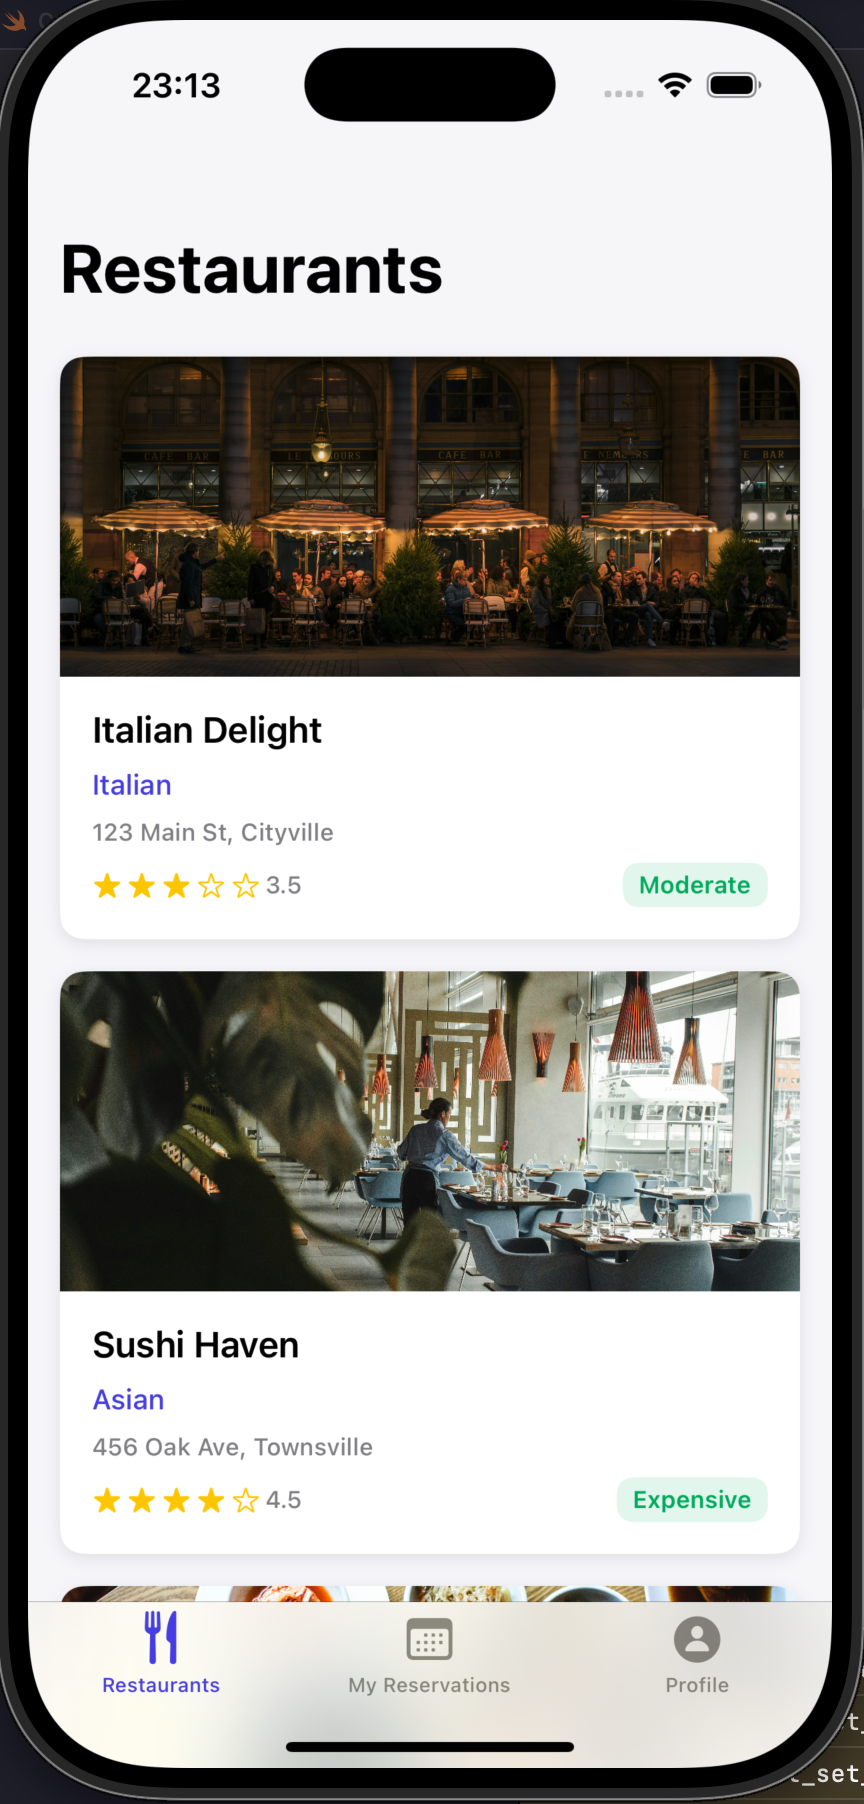 23:13
Restaurants
CAFE BAR
CAFE BAR
Italian Delight
Italian
123 Main St, Cityville
3.5
Moderate
Sushi Haven
Asian
456 Oak Ave, Townsville
4.5
Expensive
Restaurants
My Reservations
Profile
_set_